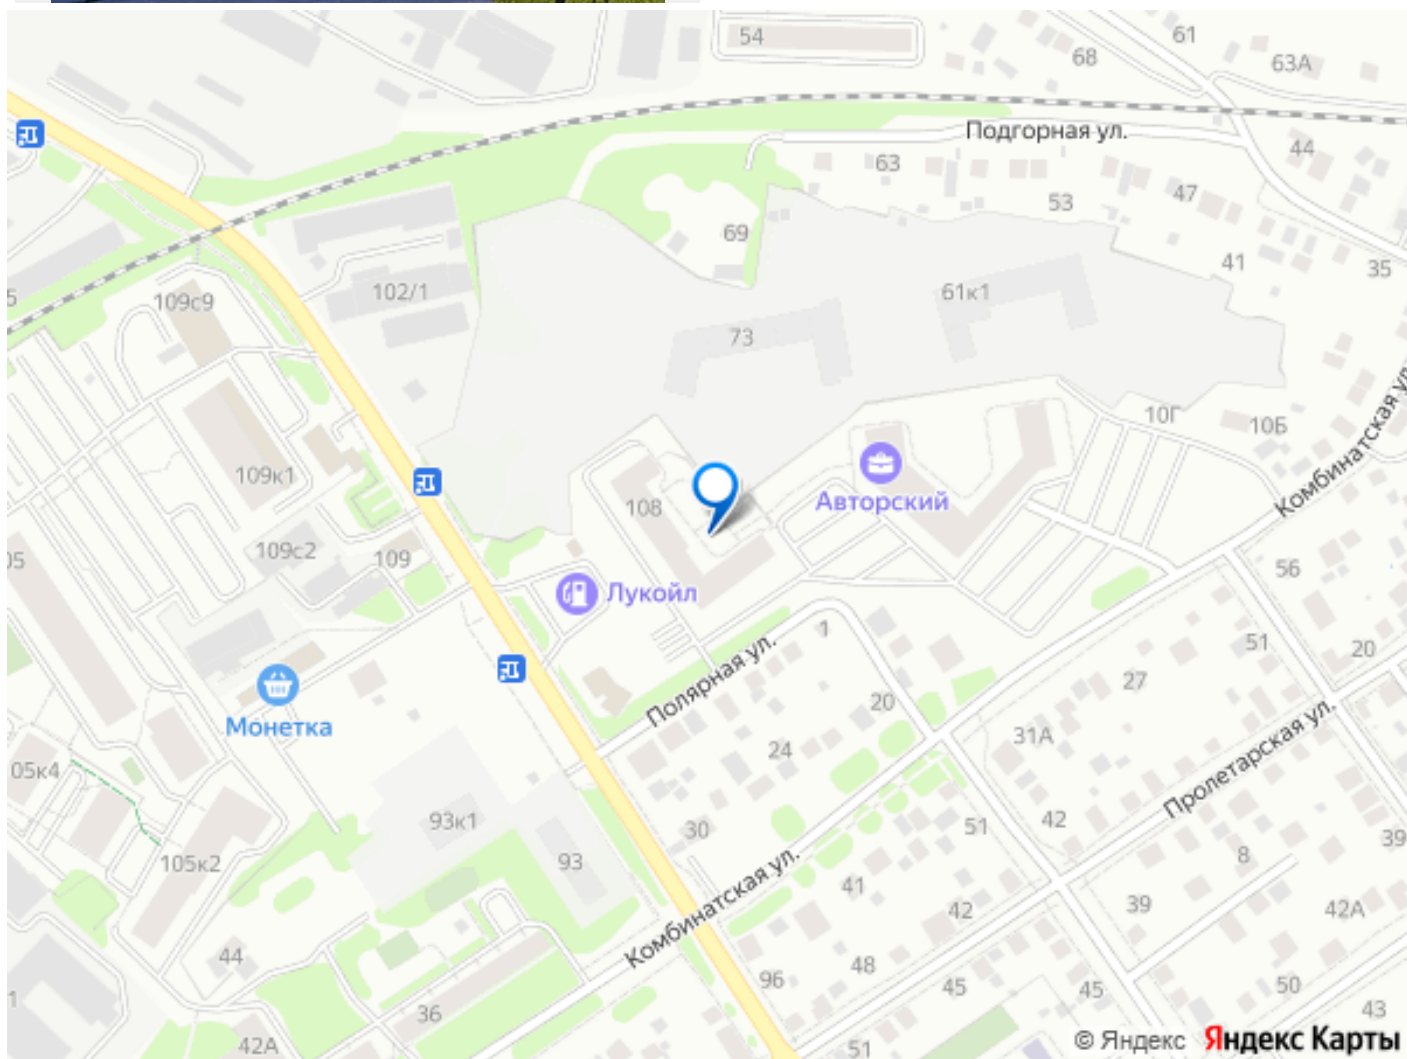 54
61
68
63А
Подгорная ул.
44
63
53
47
69
41
35
102/1
109с9
5
61к1
73
10Г
10Б
Комбинатская ул.
109к1
Авторский
108
05
109с2
109
56
Лукойл
1
51
20
Полярная ул.
27
20
Монетка
31А
24
Пролетарская ул.
05к4
93к1
30
51
42
39
8
105к2
93
41
Комбинатская ул.
39
42
42А
44
48
96
45
45
50
1
36
43
42А
51
© Яндекс Яндекс Карты